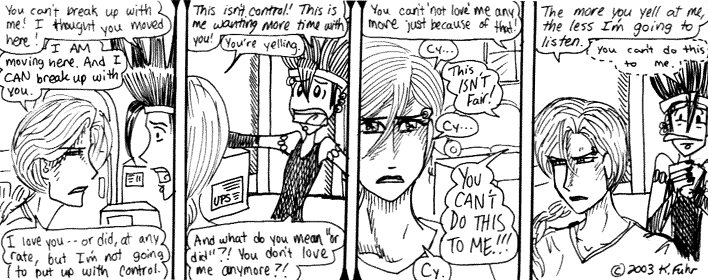 You can't break up with
me! I thought you moved
here!
I AM
moving here. And I
CAN break up with
you.
I love you -- or did, at any
rate, but I'm not going
to put up with control.
This isn't control! This is
me wanting more time with
you!
You're yelling.
UPS
And what do you mean "or
did"?! You don't love
me anymore?!
You can't 'not love' me any
more just because of that!
Cy...
This
ISN'T
Fair!
Cy...
YOU
CAN'T
DO THIS
TO ME!!!
Cy.
The more you yell at me,
the less I'm going to
listen.
You can't do this
to me.
©2003 K. Fuhr